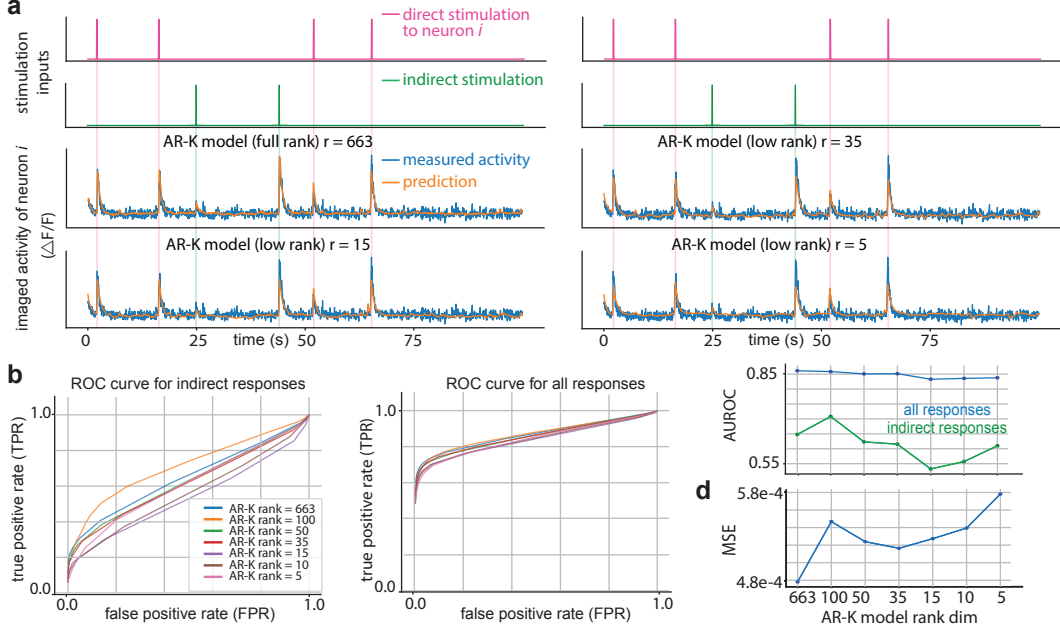 a
direct stimulation
to neuron i
stimulation
inputs
indirect stimulation
AR-K model (full rank) r = 663
AR-K model (low rank) r = 35
measured activity
prediction
imaged activity of neuron i
(△F/F)
AR-K model (low rank) r = 15
AR-K model (low rank) r = 5
0 25 50 75
time (s)
0 25 50 75
time (s)
b
ROC curve for indirect responses
1.0
true positive rate (TPR)
0.0
AR-K rank = 663
AR-K rank = 100
AR-K rank = 50
AR-K rank = 35
AR-K rank = 15
AR-K rank = 10
AR-K rank = 5
0.0 1.0
false positive rate (FPR)
ROC curve for all responses
1.0
true positive rate (TPR)
0.0
0.0 1.0
false positive rate (FPR)
0.85
AUROC
all responses
indirect responses
0.55
d
5.8e-4
MSE
4.8e-4
663 100 50 35 15 10 5
AR-K model rank dim